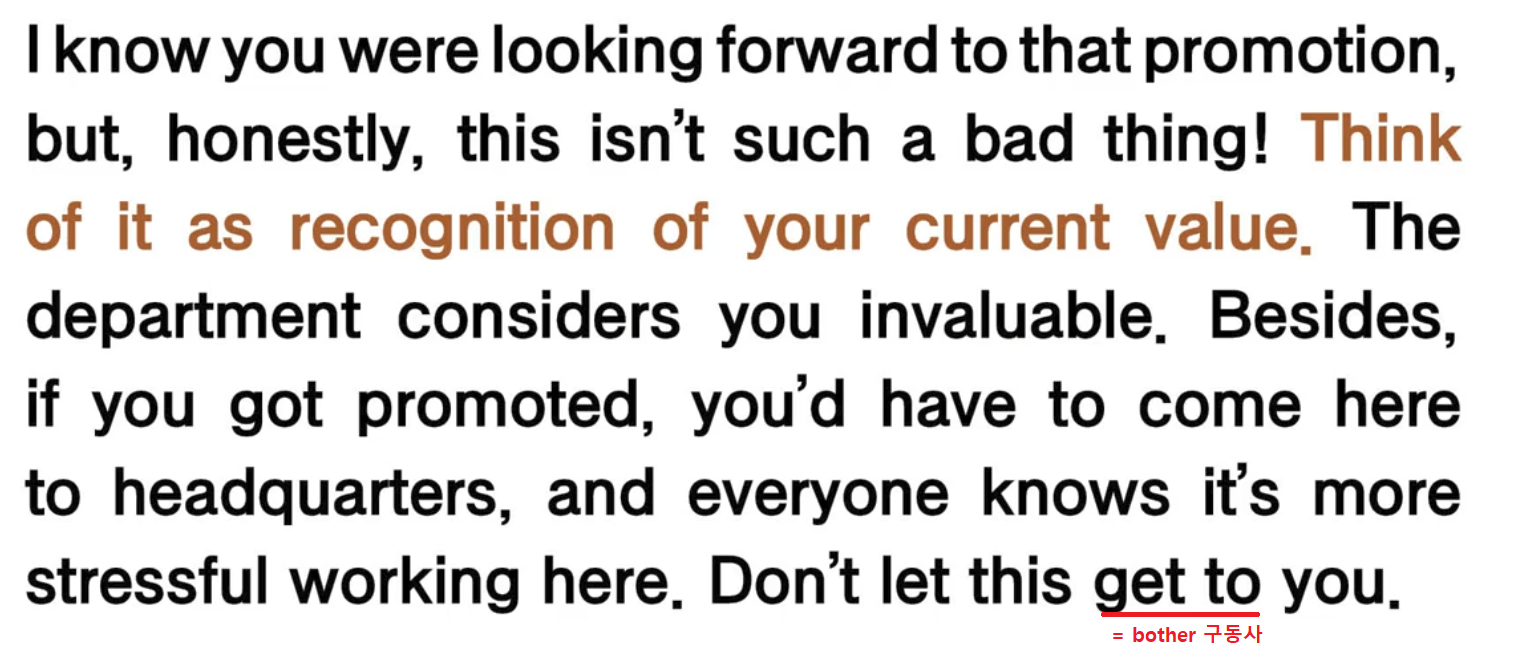 I know you were looking forward to that promotion,
but, honestly, this isn't such a bad thing! Think
of it as recognition of your current value. The
department considers you invaluable. Besides,
if you got promoted, you'd have to come here
to headquarters, and everyone knows it's more
stressful working here. Don't let this get to you.
= bother 구동사